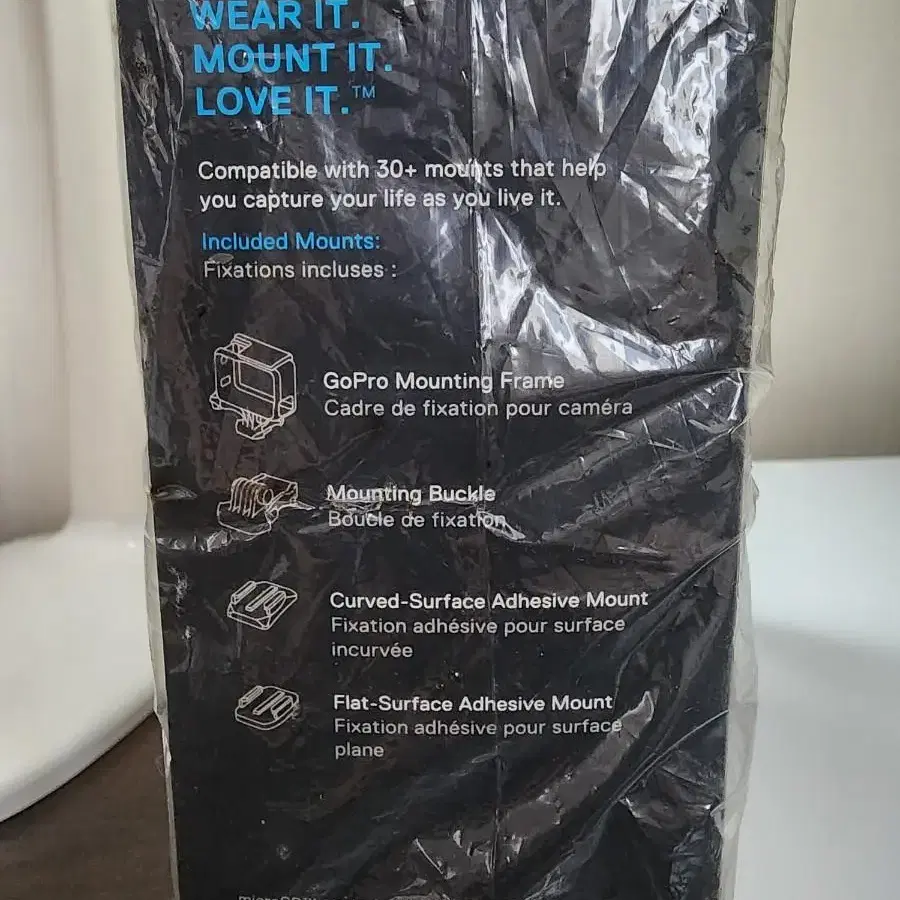 WEAR IT.
MOUNT IT.
LOVE IT.™
Compatible with 30+ mounts that help
you capture your life as you live it.
Included Mounts:
Fixations incluses :
GoPro Mounting Frame
Cadre de fixation pour caméra
Mounting Buckle
Boucle de fixation
Curved-Surface Adhesive Mount
Fixation adhésive pour surface
incurvée
Flat-Surface Adhesive Mount
Fixation adhésive pour surface
plane